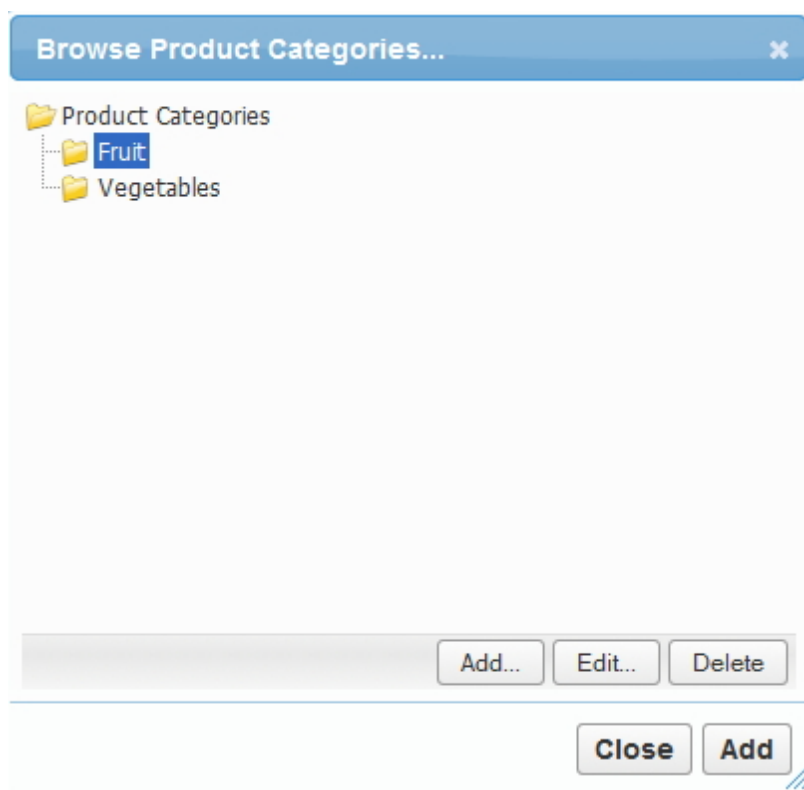 Browse Product Categories...
Product Categories
Fruit
Vegetables
Add... Edit... Delete
Close Add